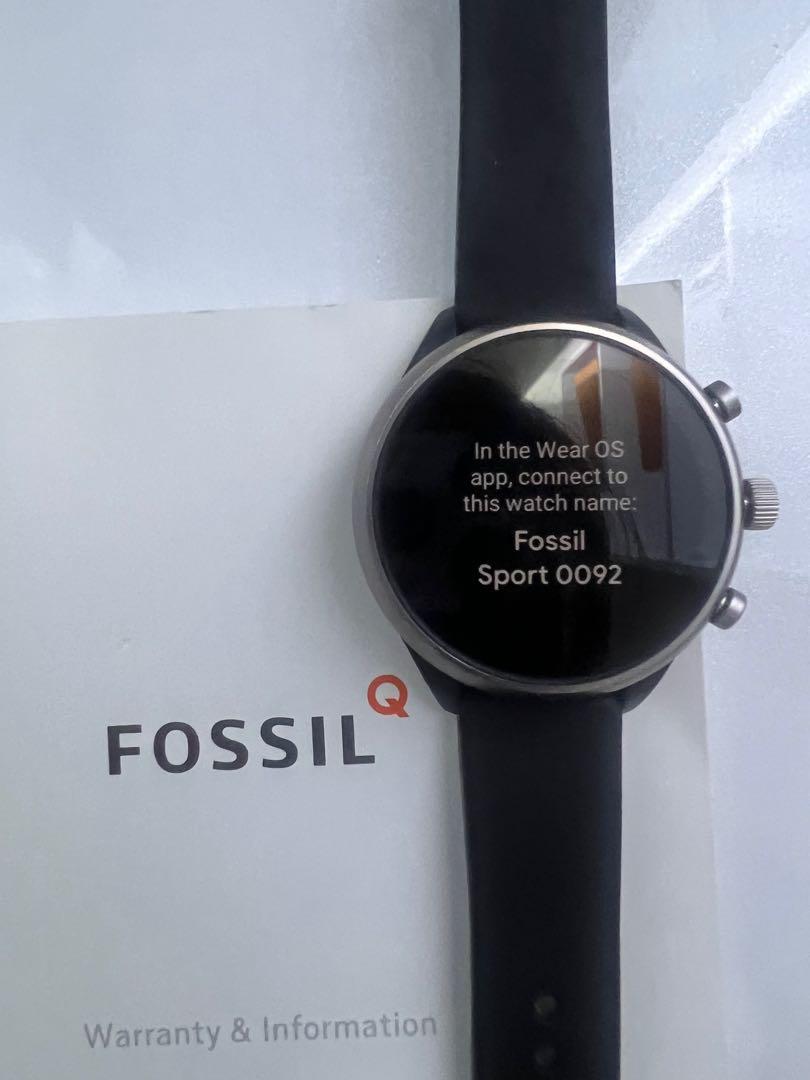 In the Wear OS
app, connect to
this watch name:
Fossil
Sport 0092
FOSSIL Q
Warranty & Information